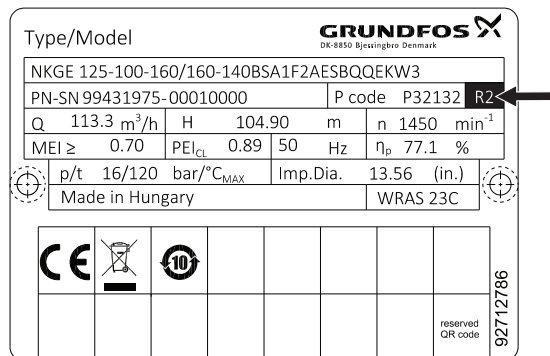 Type/Model GRUNDFOS X
DK-8850 Bjerringbro Denmark
NKGE 125-100-160/160-140BSA1F2AESBQQEKW3
PN-SN 99431975-00010000 P code P32132 R2
Q 113.3 m³/h H 104.90 m n 1450 min⁻¹
MEI ≥ 0.70 PEICL 0.89 50 Hz ηp 77.1 %
p/t 16/120 bar/°CMAX Imp.Dia. 13.56 (in.)
Made in Hungary WRAS 23C
CE 10
reserved
QR code
92712786